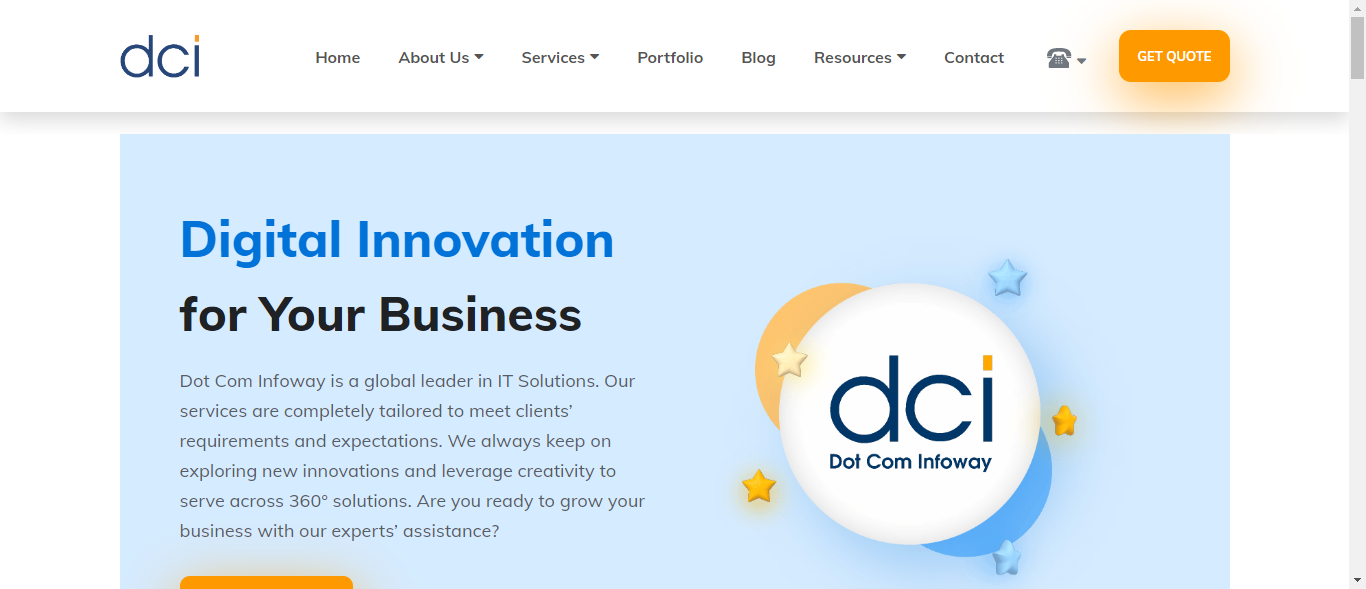 dci
Home About Us Services Portfolio Blog Resources Contact GET QUOTE
Digital Innovation
for Your Business
Dot Com Infoway is a global leader in IT Solutions. Our
services are completely tailored to meet clients’
requirements and expectations. We always keep on
exploring new innovations and leverage creativity to
serve across 360° solutions. Are you ready to grow your
business with our experts’ assistance?
dci
Dot Com Infoway